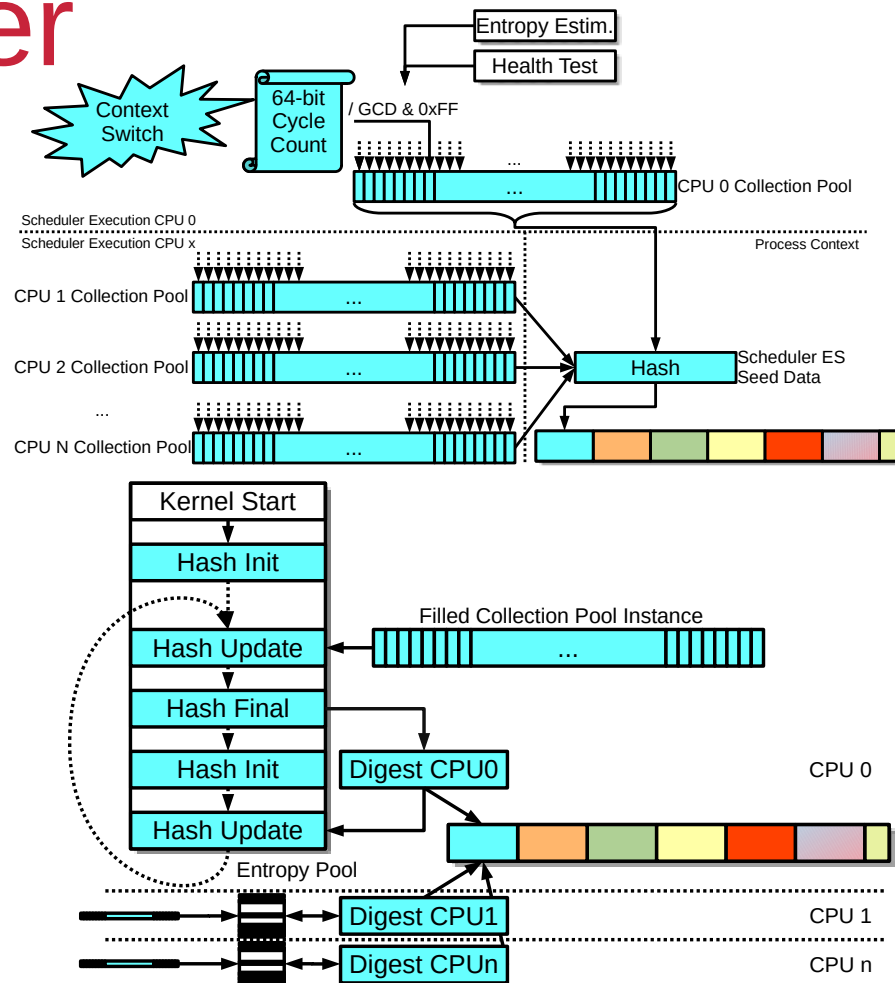 er
Entropy Estim.
Health Test
Context
Switch
64-bit
Cycle
Count
/ GCD & 0xFF
...
...
CPU 0 Collection Pool
Scheduler Execution CPU 0
Scheduler Execution CPU x
Process Context
CPU 1 Collection Pool
...
CPU 2 Collection Pool
...
Hash
Scheduler ES
Seed Data
...
CPU N Collection Pool
...
Kernel Start
Hash Init
Filled Collection Pool Instance
Hash Update
...
Hash Final
Hash Init
Digest CPU0
CPU 0
Hash Update
Entropy Pool
Digest CPU1
CPU 1
Digest CPUn
CPU n